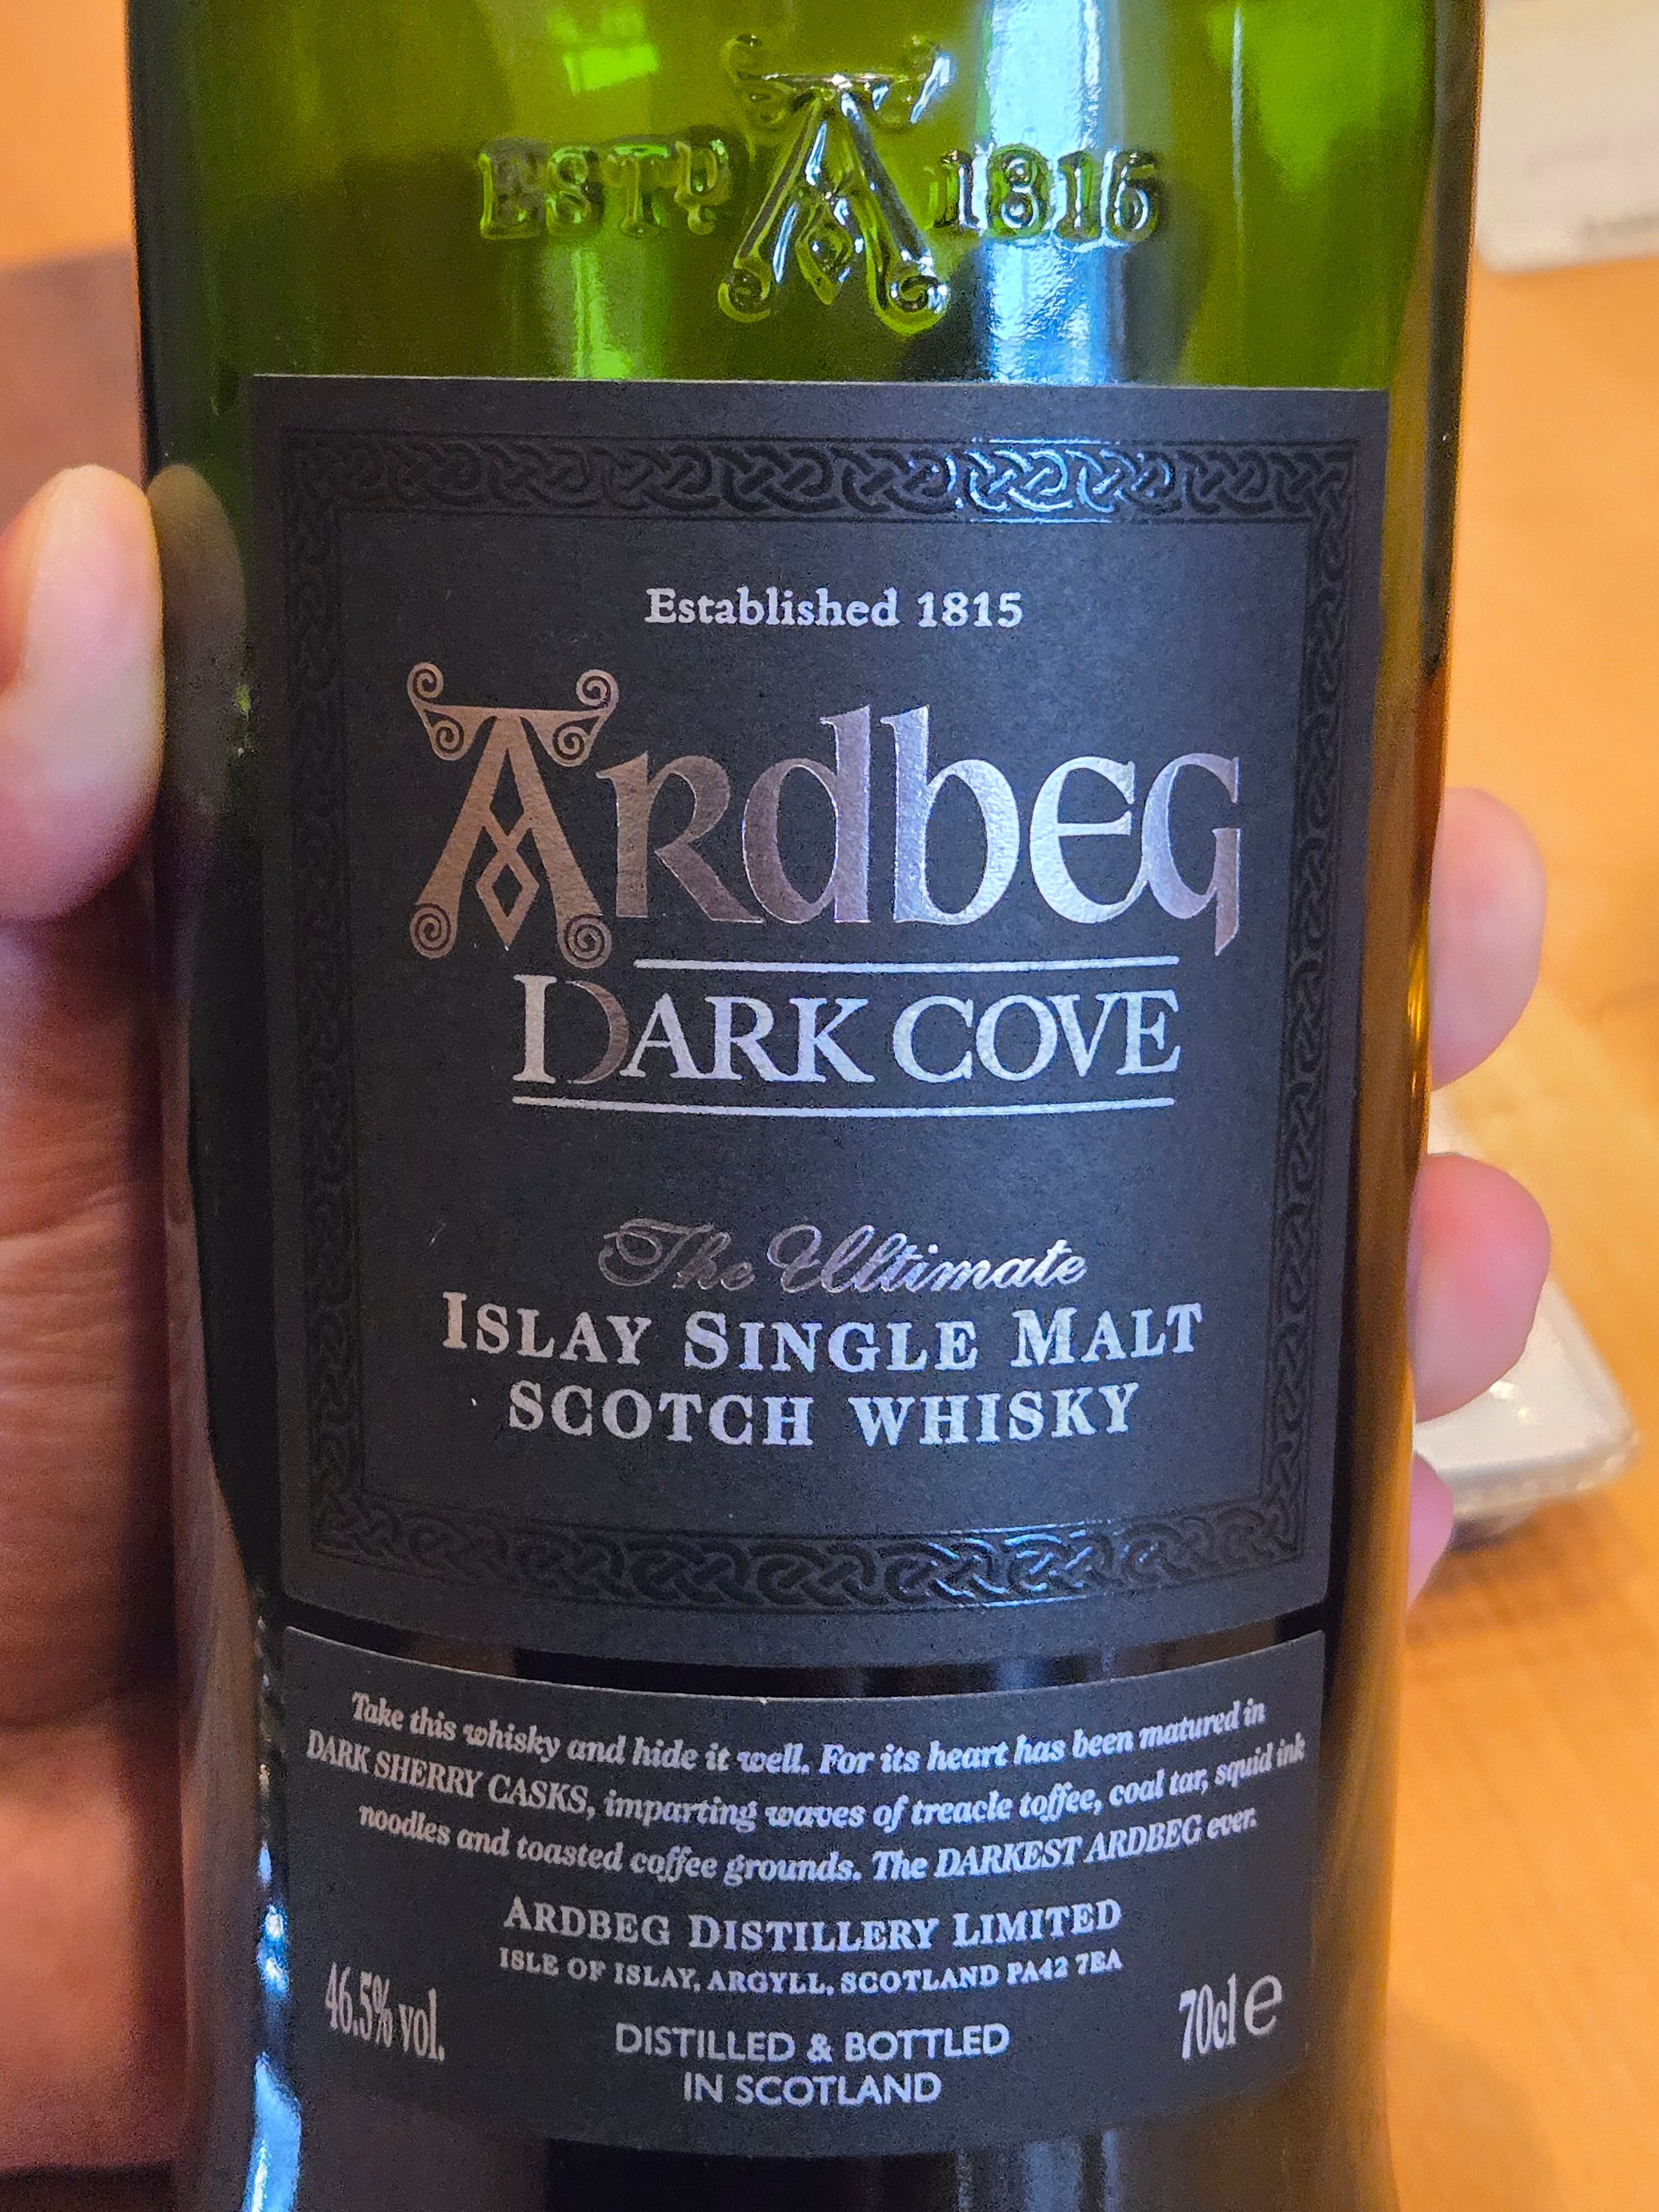 ESTD 1815
Established 1815
Ardbeg
DARK COVE
The Ultimate
ISLAY SINGLE MALT
SCOTCH WHISKY
Take this whisky and hide it well. For its heart has been matured in
DARK SHERRY CASKS, imparting waves of treacle toffee, coal tar, squid ink
noodles and toasted coffee grounds. The DARKEST ARDBEG ever.
ARDBEG DISTILLERY LIMITED
ISLE OF ISLAY, ARGYLL, SCOTLAND PA42 7EA
46.5% vol.
70cl e
DISTILLED & BOTTLED
IN SCOTLAND